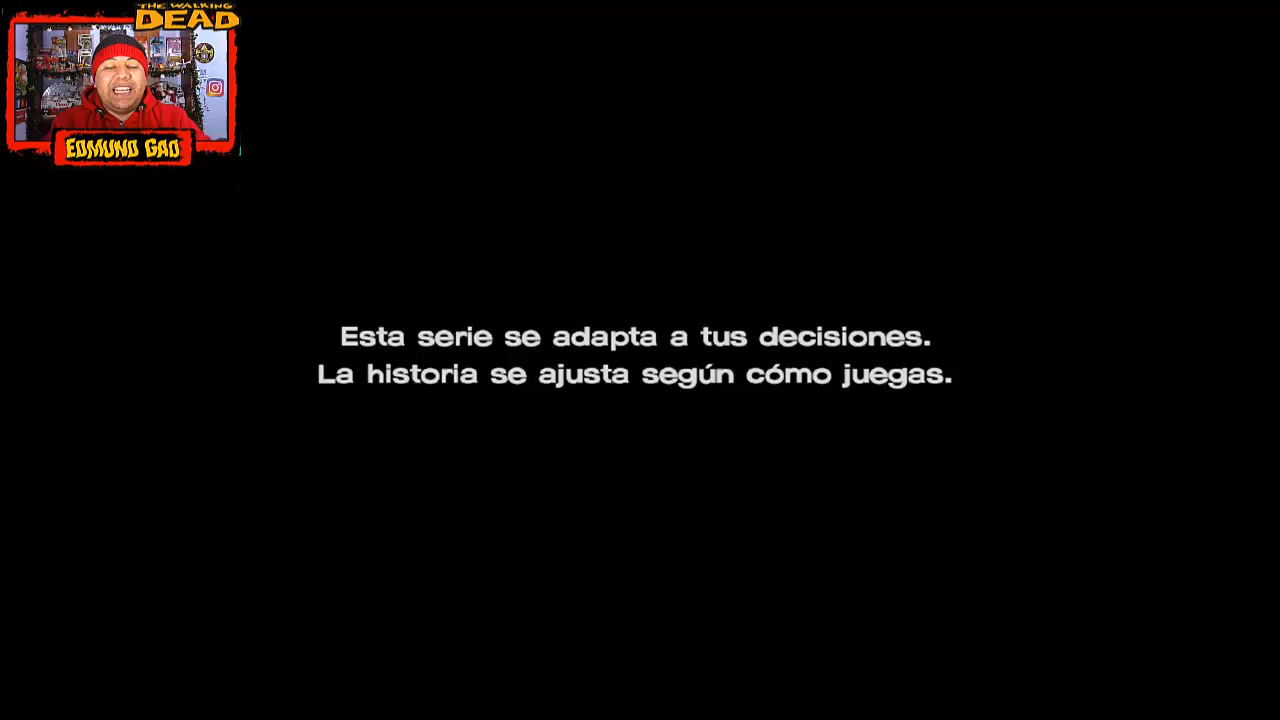 THE WALKING
DEAD
EDMUND GAO
Esta serie se adapta a tus decisiones.
La historia se ajusta según cómo juegas.